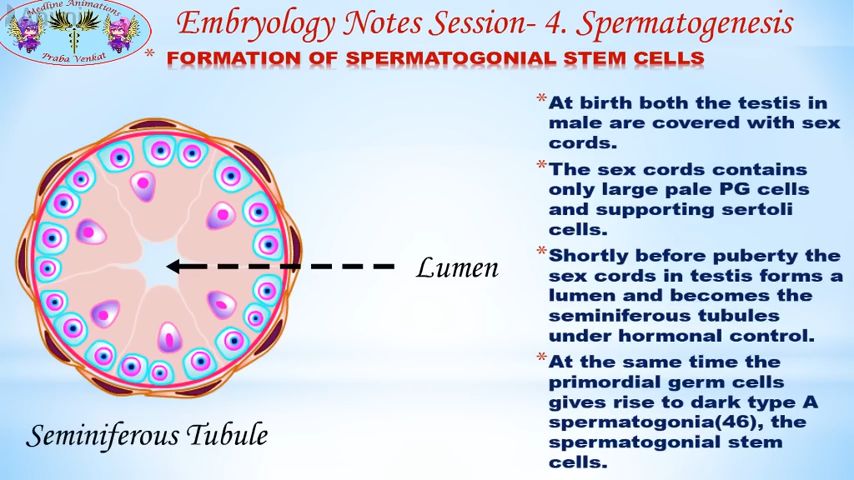 Medline Animations
Praba Venkat
Embryology Notes Session- 4. Spermatogenesis
* FORMATION OF SPERMATOGONIAL STEM CELLS
Lumen
Seminiferous Tubule
*At birth both the testis in
male are covered with sex
cords.
*The sex cords contains
only large pale PG cells
and supporting sertoli
cells.
*Shortly before puberty the
sex cords in testis forms a
lumen and becomes the
seminiferous tubules
under hormonal control.
*At the same time the
primordial germ cells
gives rise to dark type A
spermatogonia(46), the
spermatogonial stem
cells.